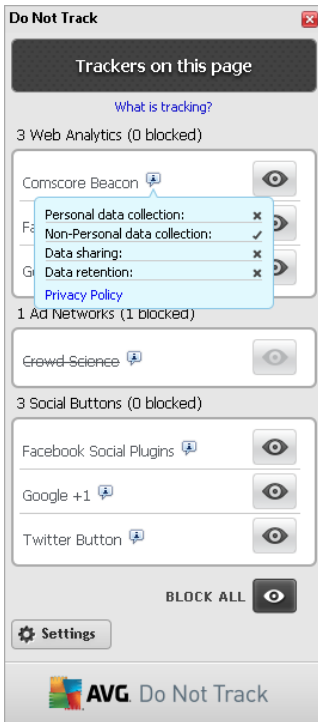 Do Not Track
Trackers on this page
What is tracking?
3 Web Analytics (0 blocked)
Comscore Beacon
Personal data collection:
Non-Personal data collection:
Data sharing:
Data retention:
Privacy Policy
1 Ad Networks (1 blocked)
Crowd Science
3 Social Buttons (0 blocked)
Facebook Social Plugins
Google +1
Twitter Button
BLOCK ALL
Settings
AVG. Do Not Track